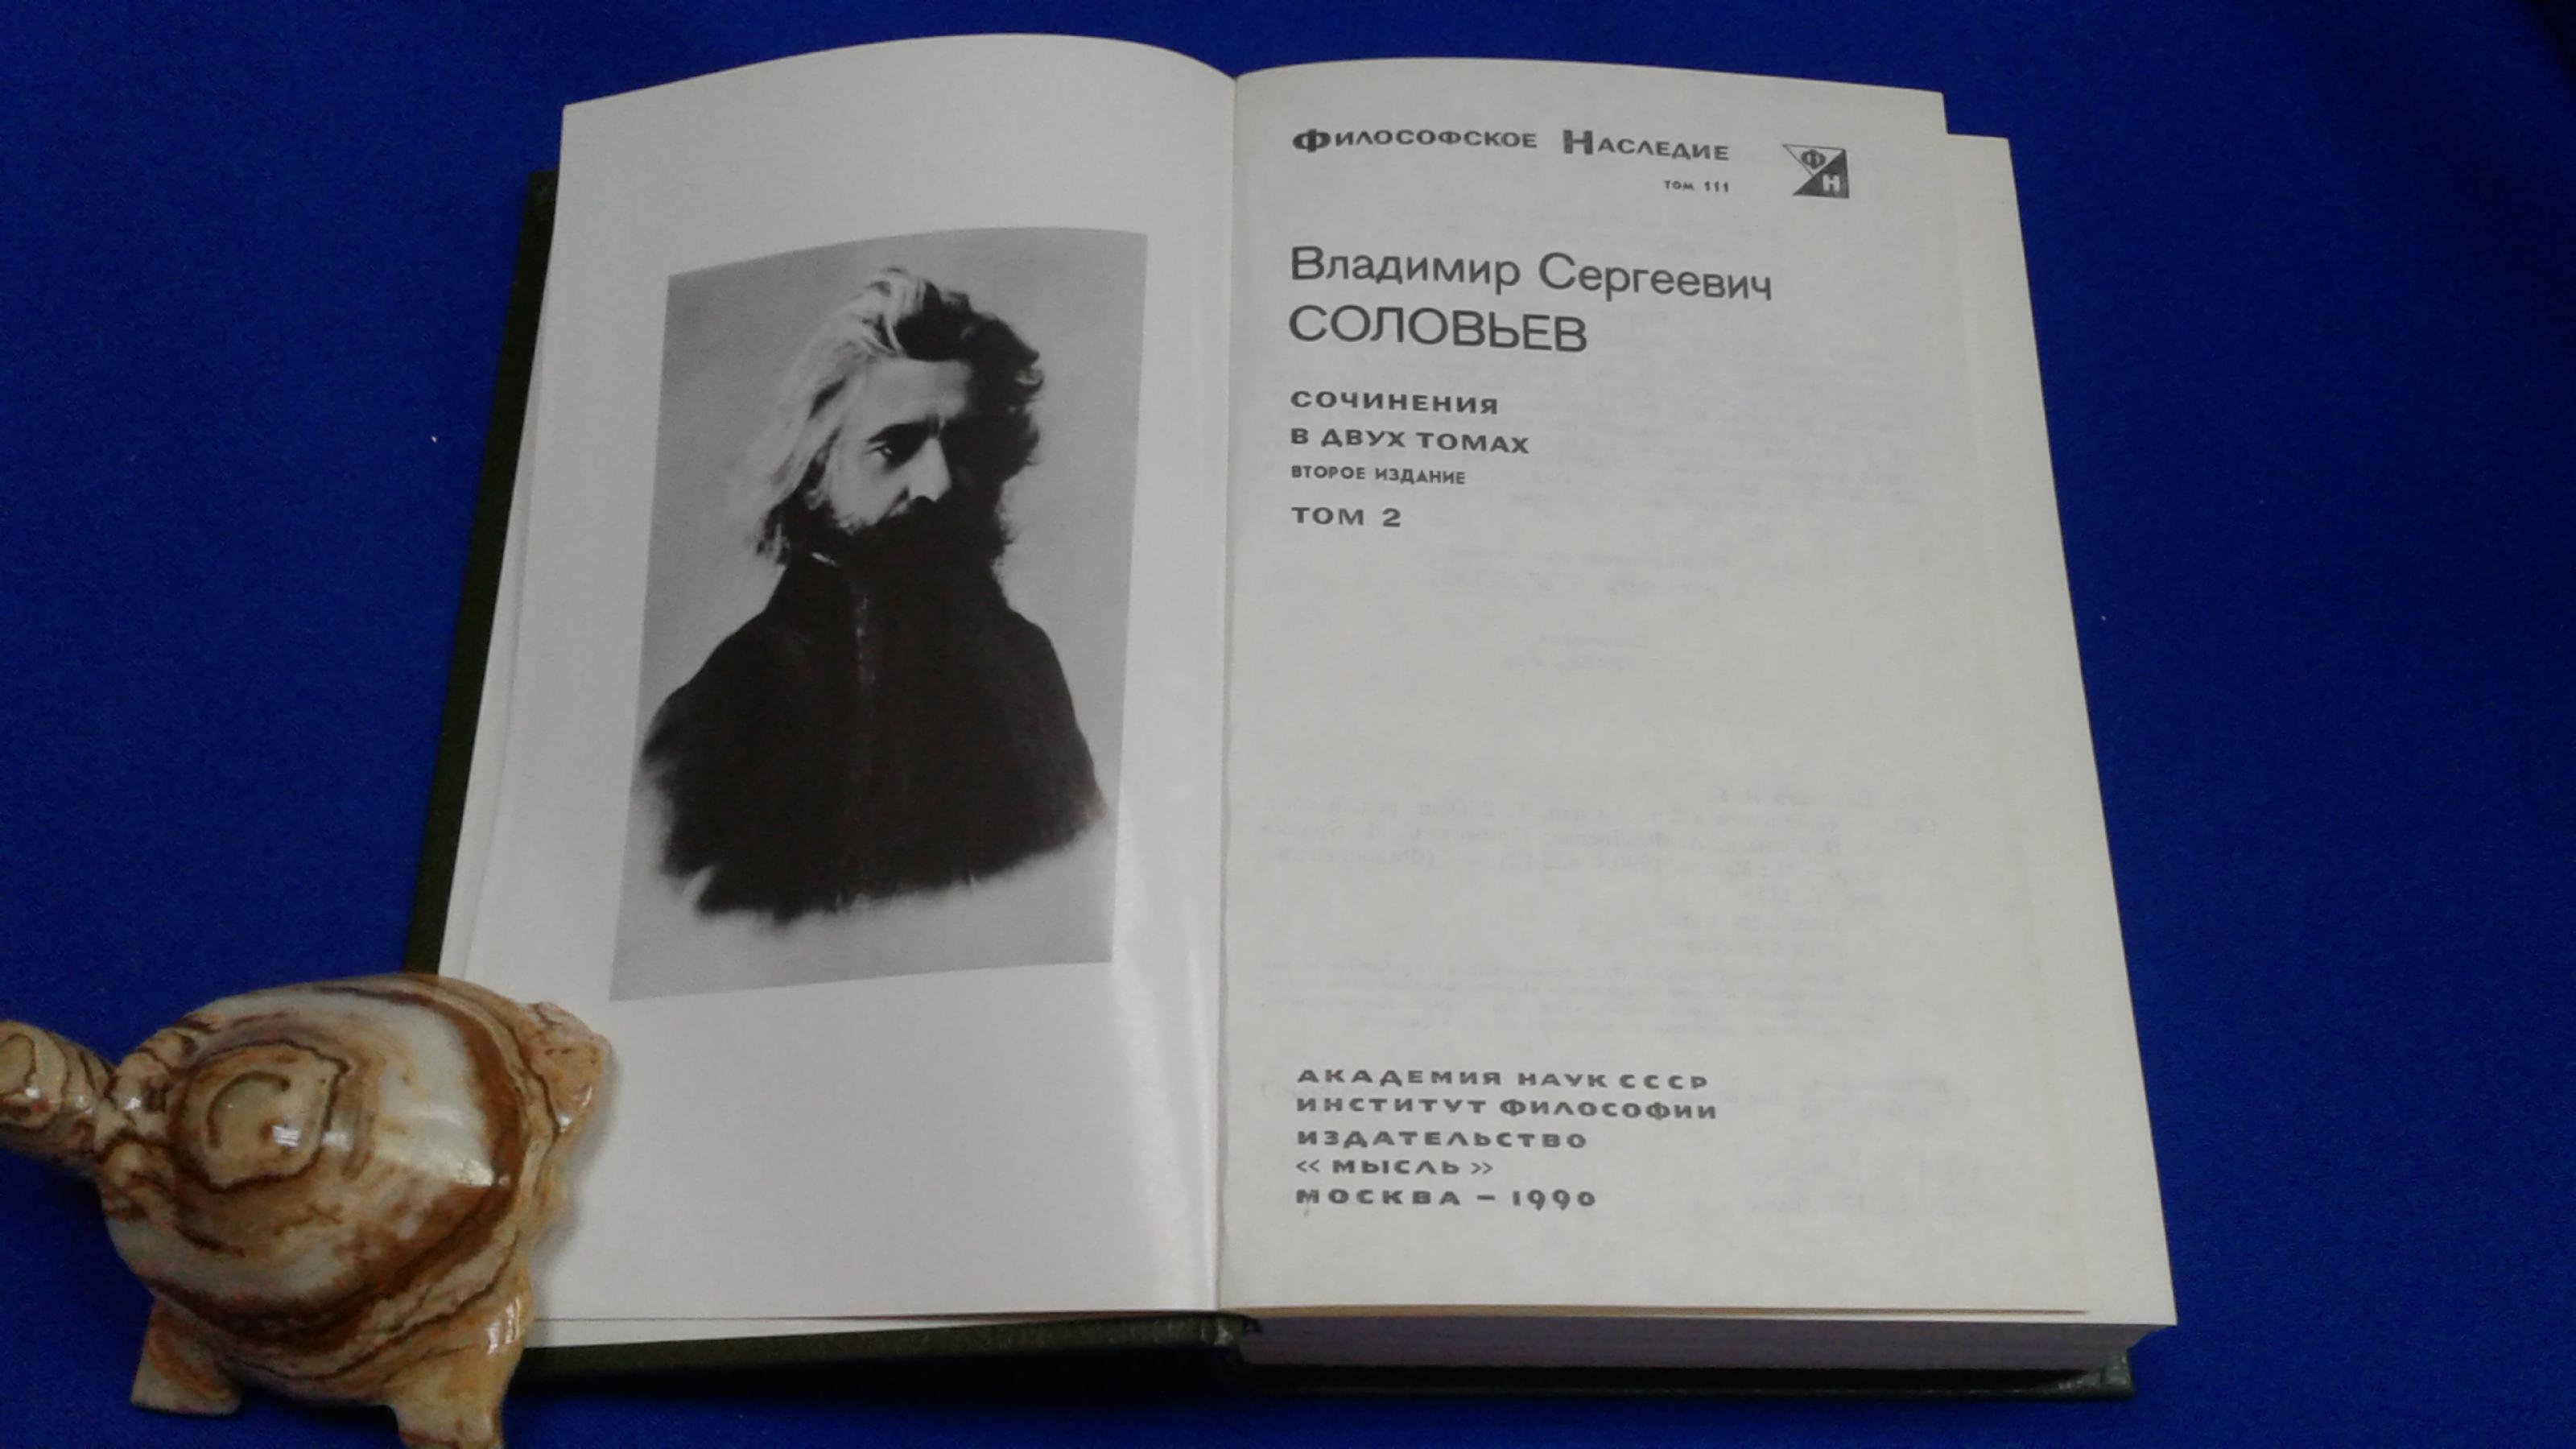 Философское Наследие
том 111
Ф
Н
Владимир Сергеевич
СОЛОВЬЕВ
СОЧИНЕНИЯ
В ДВУХ ТОМАХ
ВТОРОЕ ИЗДАНИЕ
ТОМ 2
АКАДЕМИЯ НАУК СССР
ИНСТИТУТ ФИЛОСОФИИ
ИЗДАТЕЛЬСТВО
«МЫСЛЬ»
МОСКВА – 1990